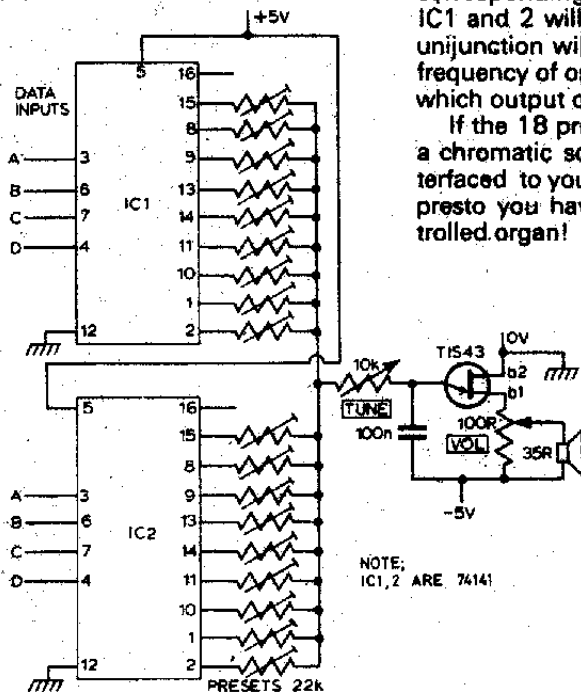 +5V
5
16
DATA
INPUTS
15
8
A
3
9
B
6
13
C
7
IC1
14
D
4
11
10
1
12
2
5
16
15
8
A
3
9
B
6
13
C
7
IC2
14
D
4
11
10
1
12
2
PRESETS 22k
10k
TUNE
100n
TIS43
0V
b2
b1
100R
VOL
35R
-5V
NOTE;
IC1,2 ARE 74141
IC1 and 2 will
unijunction wil
frequency of o
which output o
If the 18 pr
a chromatic sc
terfaced to you
presto you hav
trolled organ!